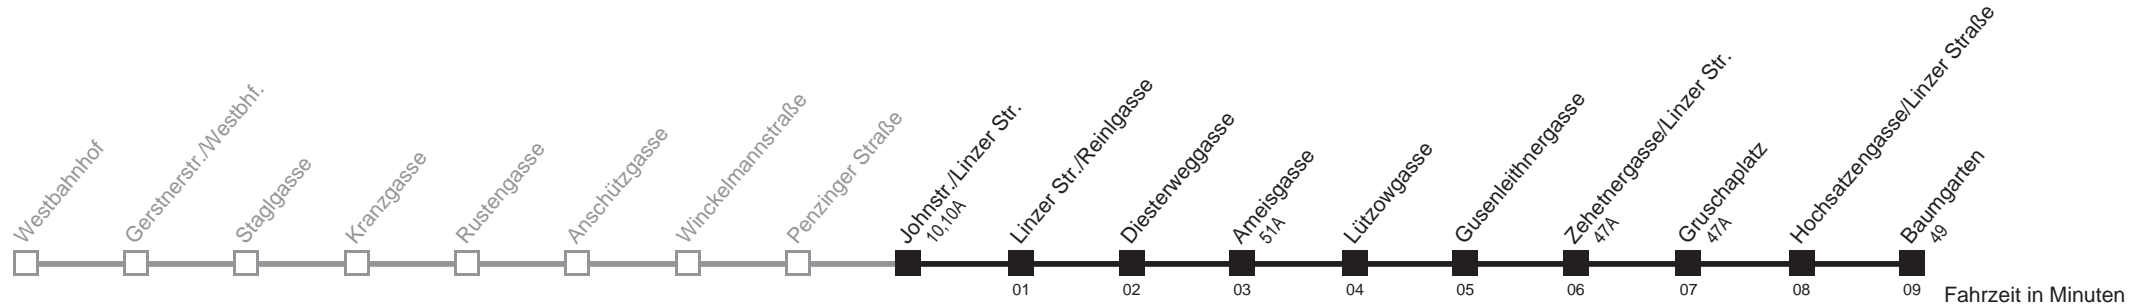 Westbahnhof
Gerstnerstr./Westbhf.
Staglgasse
Kranzgasse
Rustengasse
Anschützgasse
Winckelmannstraße
Penzinger Straße
Johnstr./Linzer Str.
10,10A
Linzer Str./Reinlgasse
Diesterweggasse
Ameisgasse
51A
Lützowgasse
Gusenleithnergasse
Zehetnergasse/Linzer Str.
47A
Gruschaplatz
47A
Hochsatzengasse/Linzer Straße
Baumgarten
49
01 02 03 04 05 06 07 08 09 Fahrzeit in Minuten